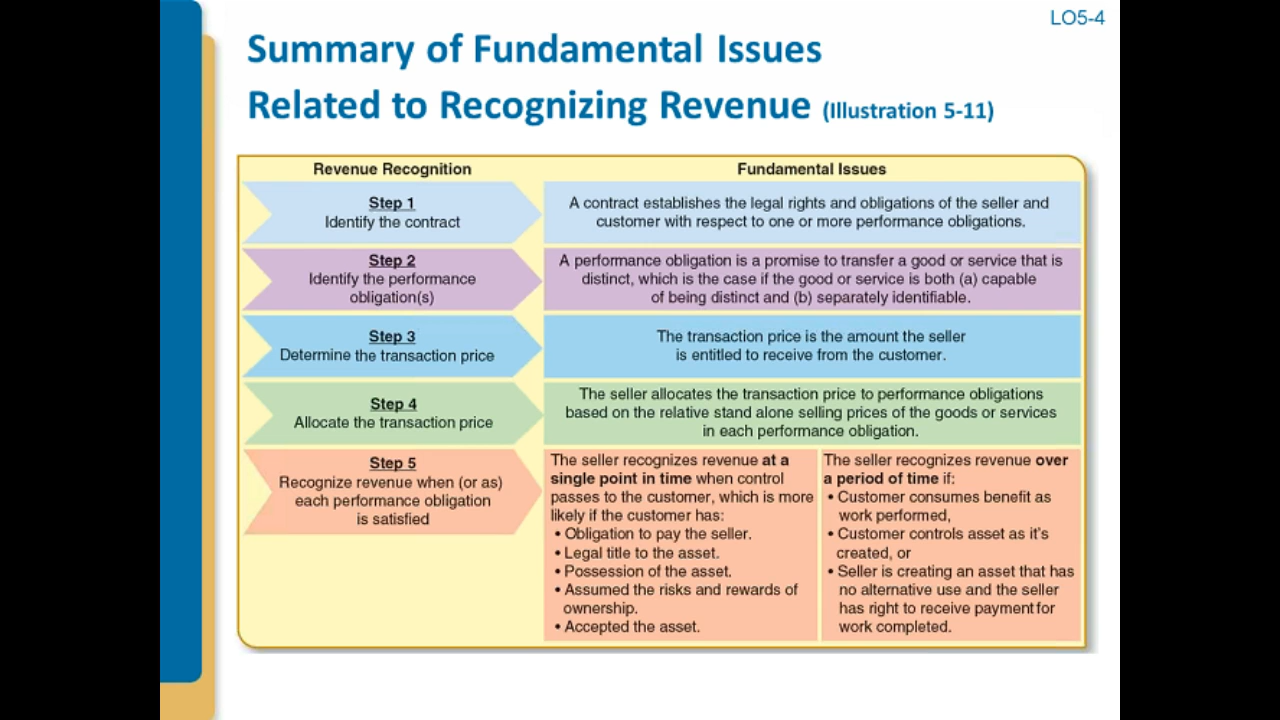 LO5-4
Summary of Fundamental Issues
Related to Recognizing Revenue (Illustration 5-11)
Revenue Recognition
Fundamental Issues
Step 1
Identify the contract
A contract establishes the legal rights and obligations of the seller and
customer with respect to one or more performance obligations.
Step 2
Identify the performance
obligation(s)
A performance obligation is a promise to transfer a good or service that is
distinct, which is the case if the good or service is both (a) capable
of being distinct and (b) separately identifiable.
Step 3
Determine the transaction price
The transaction price is the amount the seller
is entitled to receive from the customer.
Step 4
Allocate the transaction price
The seller allocates the transaction price to performance obligations
based on the relative stand alone selling prices of the goods or services
in each performance obligation.
Step 5
Recognize revenue when (or as)
each performance obligation
is satisfied
The seller recognizes revenue at a
single point in time when control
passes to the customer, which is more
likely if the customer has:
• Obligation to pay the seller.
• Legal title to the asset.
• Possession of the asset.
• Assumed the risks and rewards of
ownership.
• Accepted the asset.
The seller recognizes revenue over
a period of time if:
• Customer consumes benefit as
work performed,
• Customer controls asset as it's
created, or
• Seller is creating an asset that has
no alternative use and the seller
has right to receive payment for
work completed.